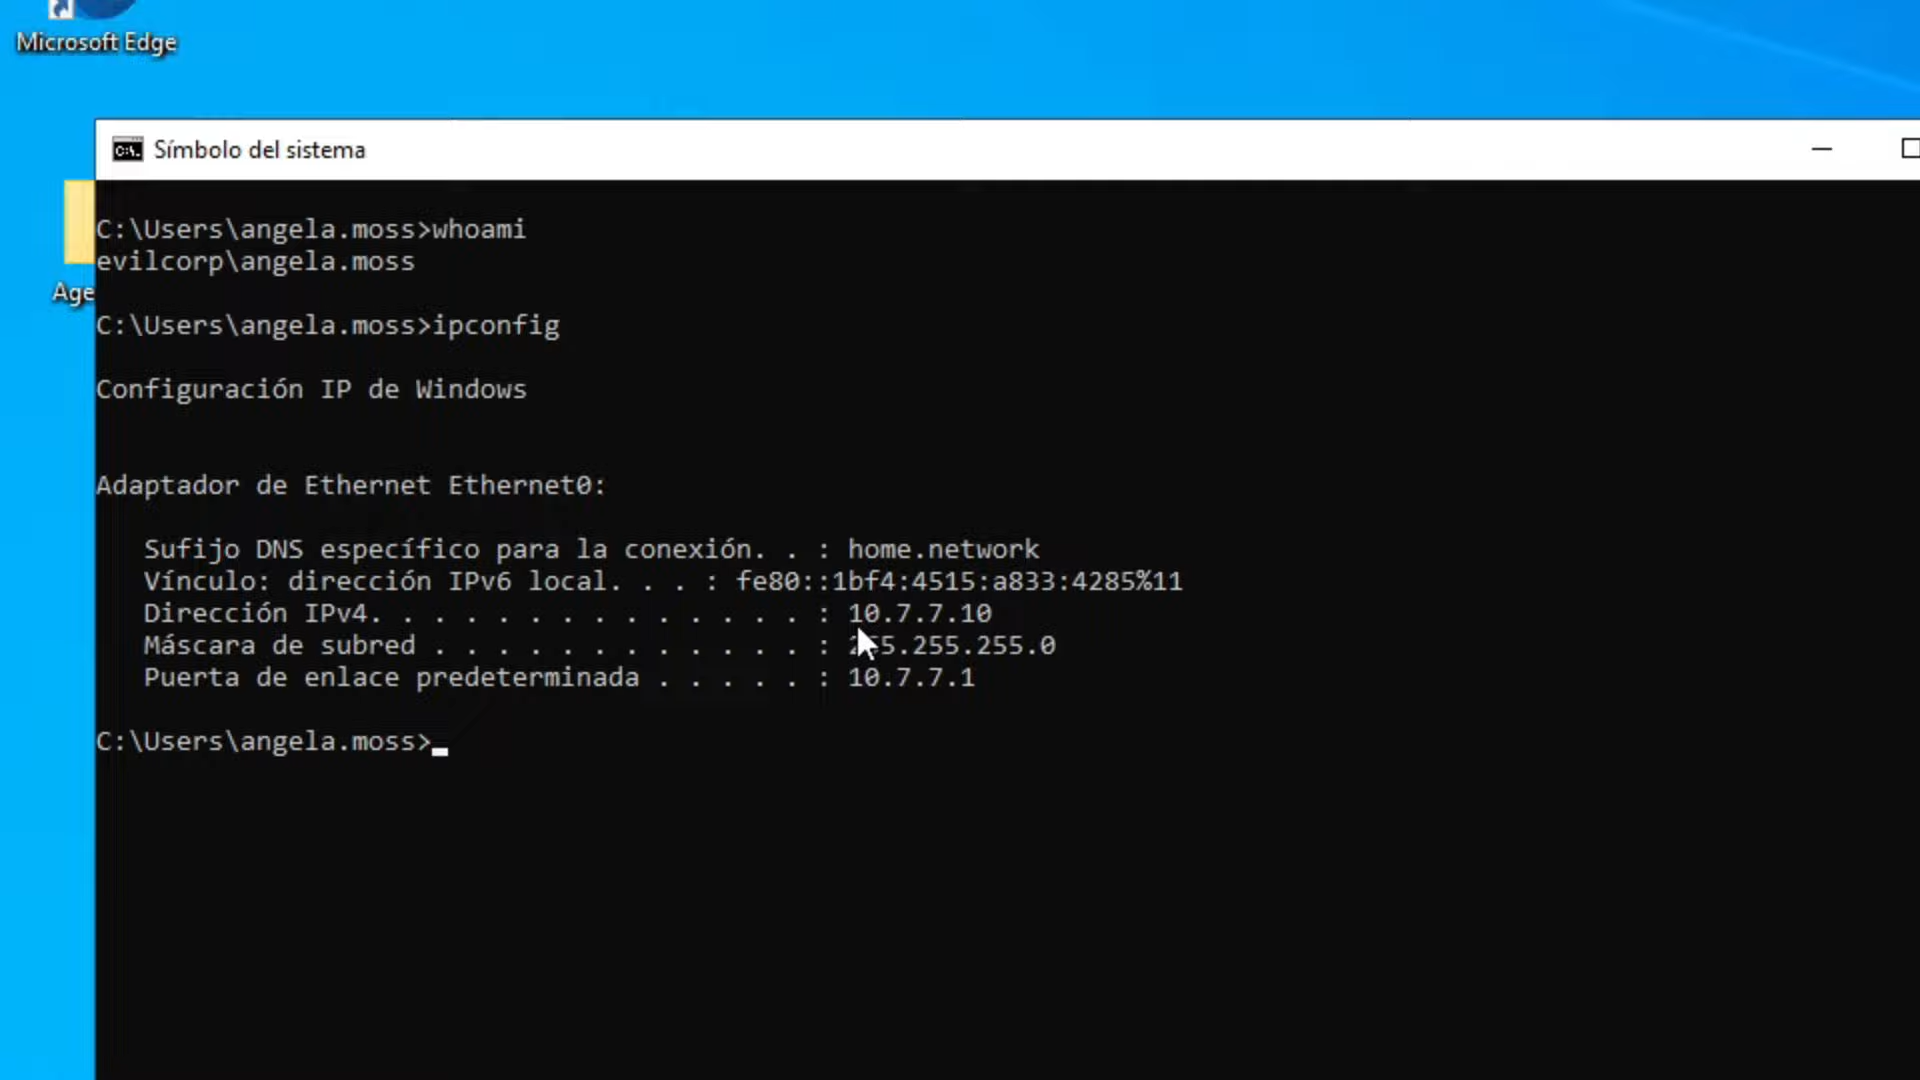 Microsoft Edge
Símbolo del sistema
C:\Users\angela.moss>whoami
evilcorp\angela.moss
Age
C:\Users\angela.moss>ipconfig
Configuración IP de Windows
Adaptador de Ethernet Ethernet0:
Sufijo DNS específico para la conexión. . : home.network
Vínculo: dirección IPv6 local. . . : fe80::1bf4:4515:a833:4285%11
Dirección IPv4. . . . . . . . . . . . . . : 10.7.7.10
Máscara de subred . . . . . . . . . . . . : 255.255.255.0
Puerta de enlace predeterminada . . . . . : 10.7.7.1
C:\Users\angela.moss>